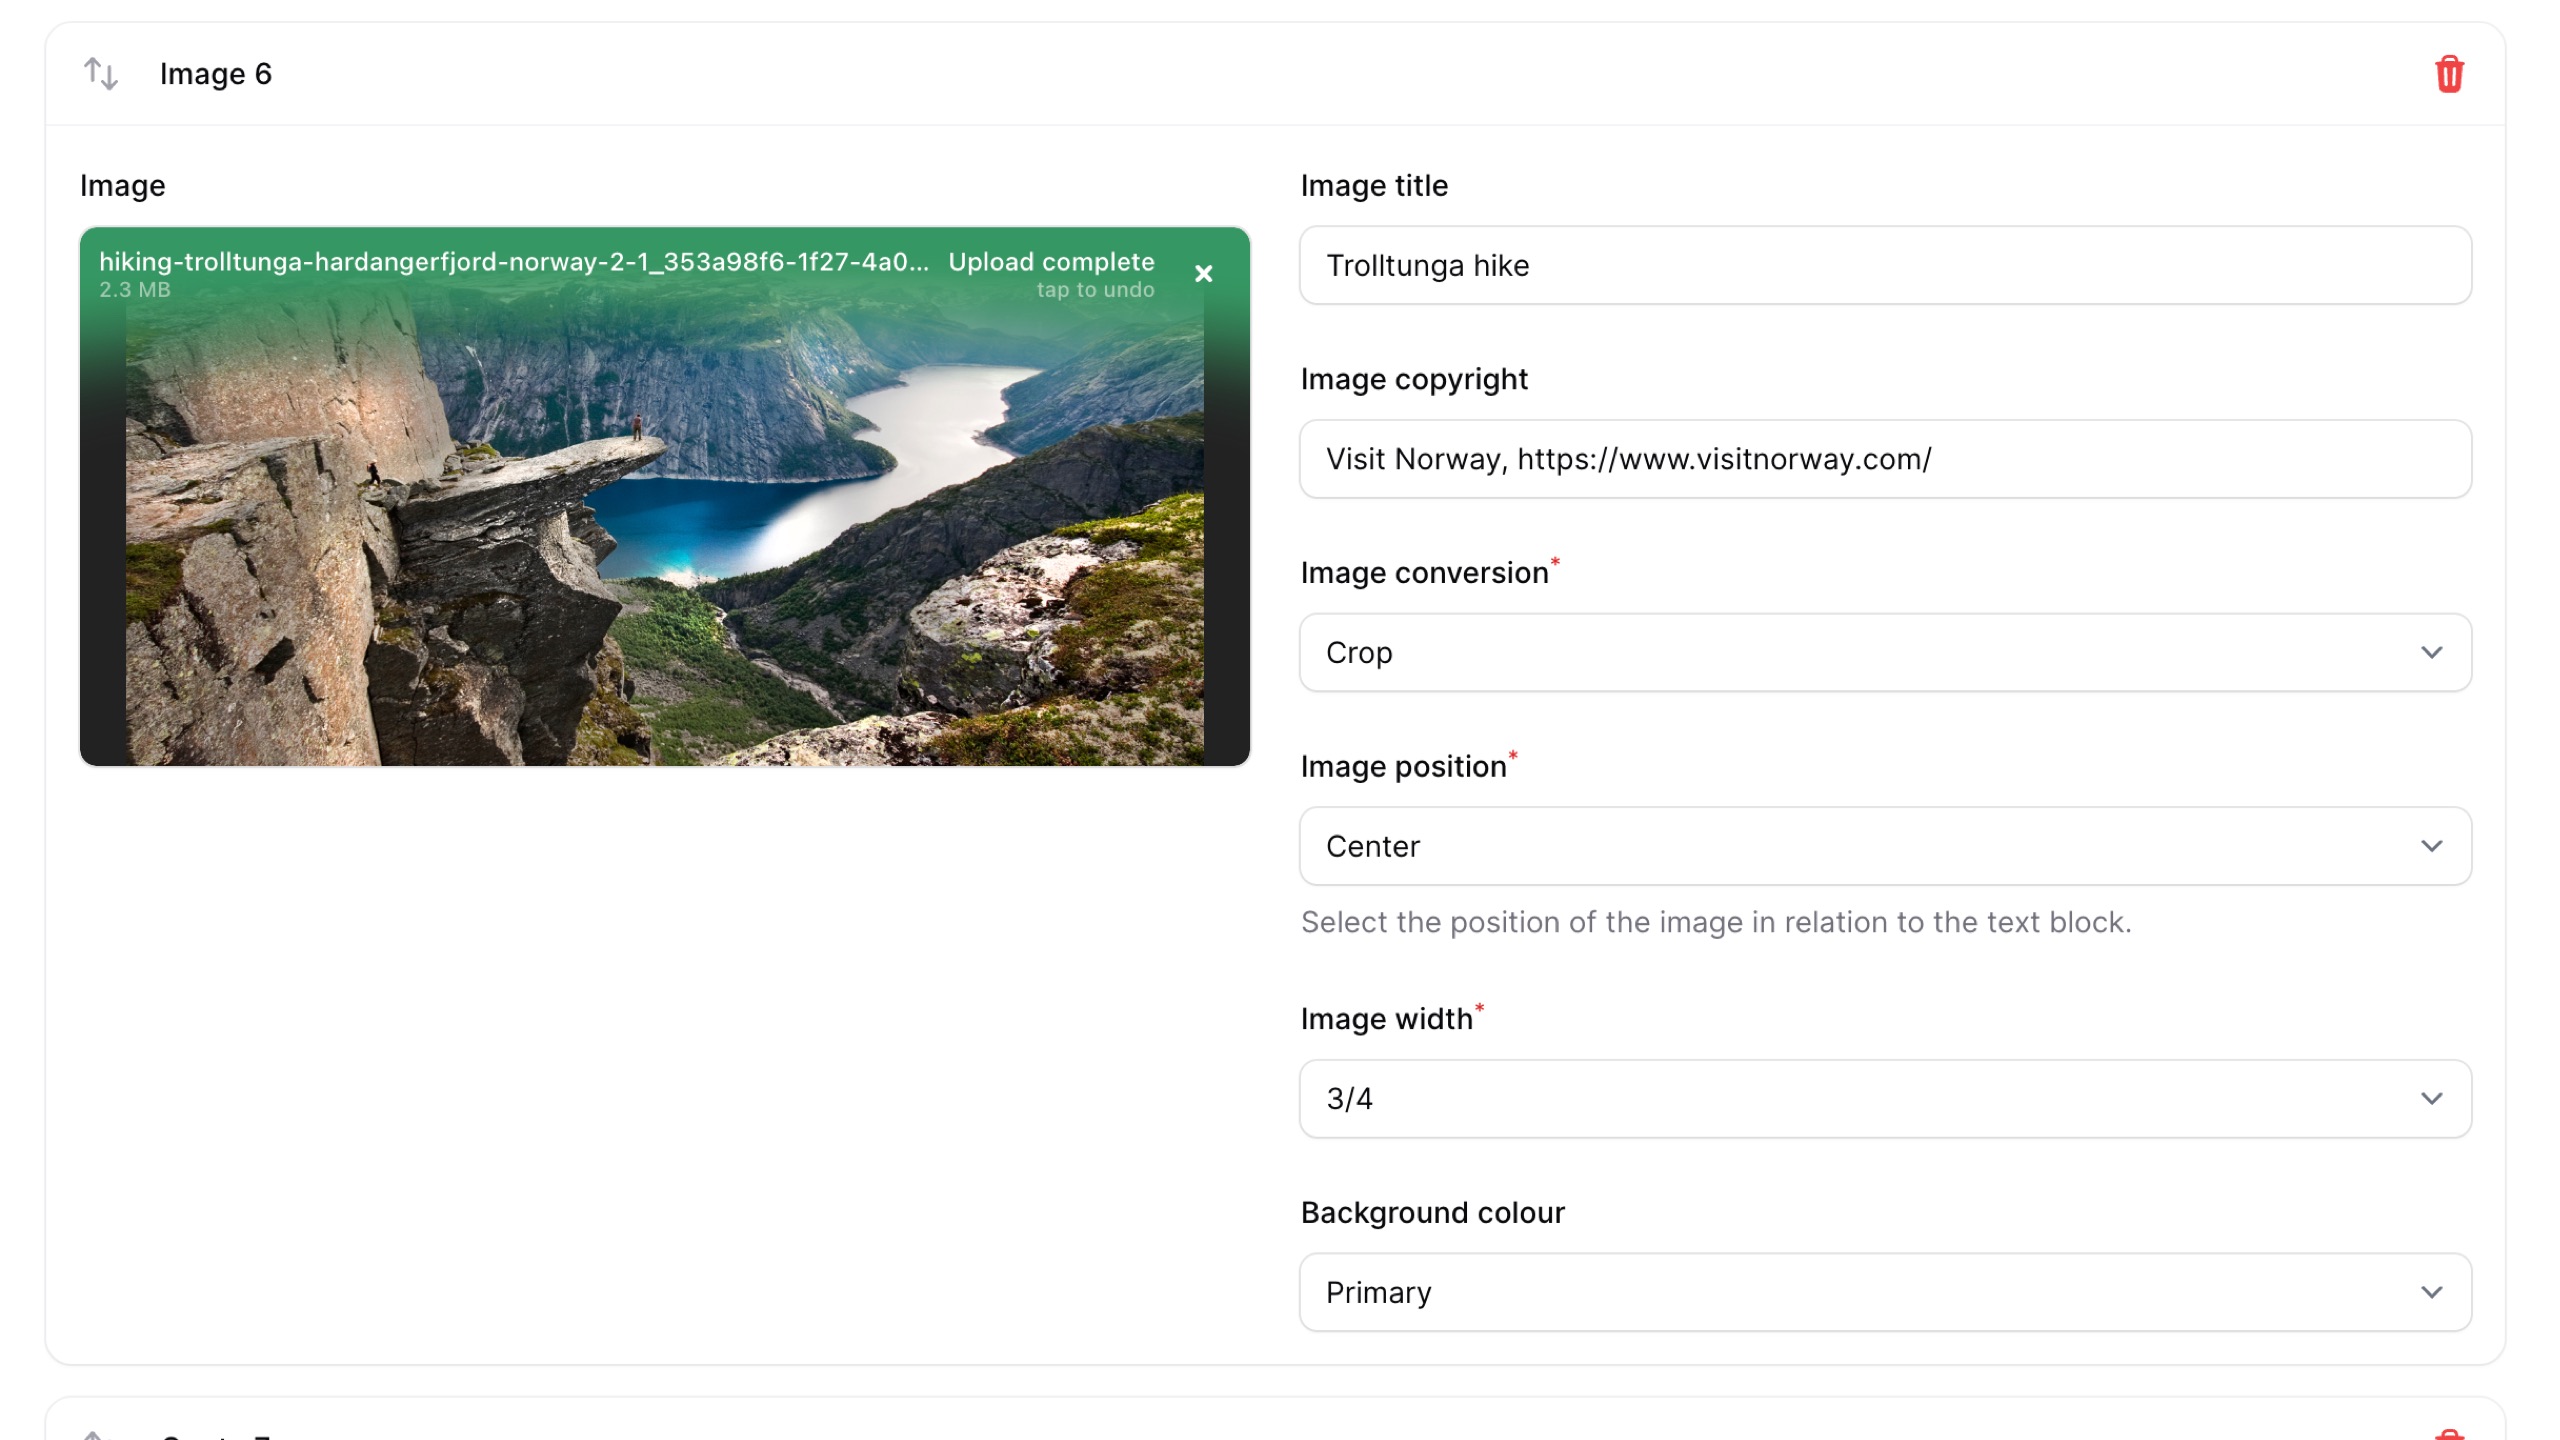 Image 6
Image
hiking-trolltunga-hardangerfjord-norway-2-1_353a98f6-1f27-4a0... Upload complete
2.3 MB tap to undo
Image title
Trolltunga hike
Image copyright
Visit Norway, https://www.visitnorway.com/
Image conversion*
Crop
Image position*
Center
Select the position of the image in relation to the text block.
Image width*
3/4
Background colour
Primary